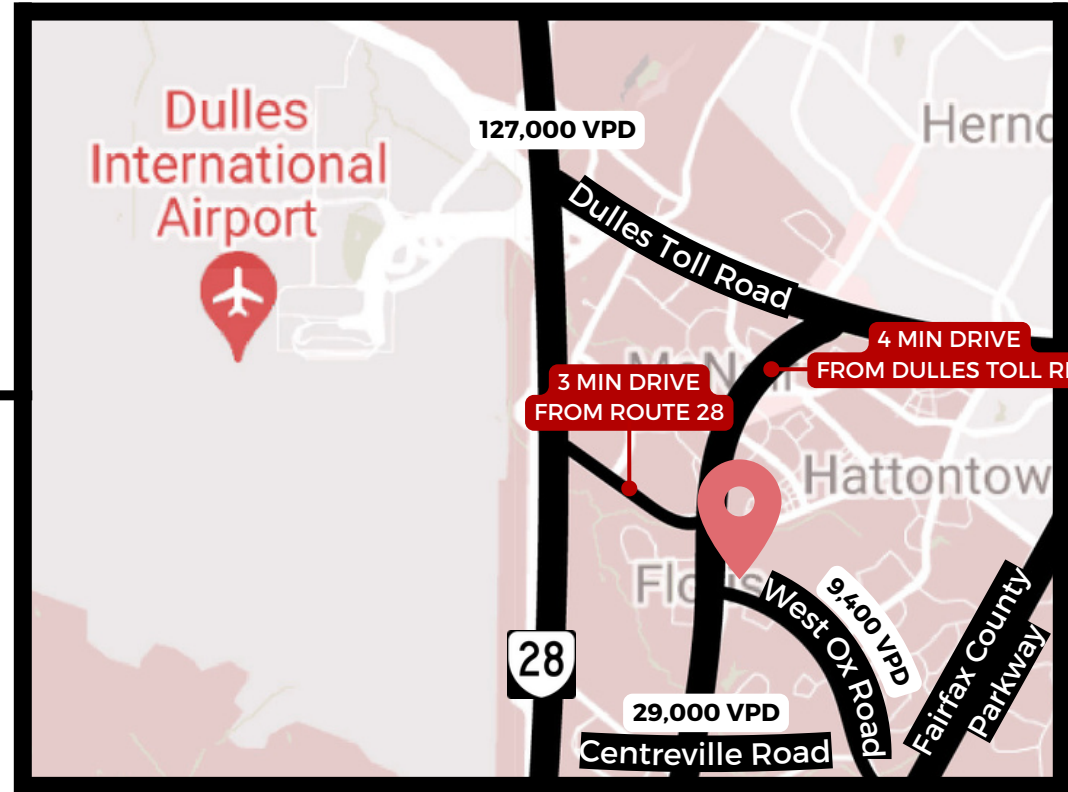 Dulles
International
Airport
127,000 VPD
Hernd
Dulles Toll Road
4 MIN DRIVE
FROM DULLES TOLL R
3 MIN DRIVE
FROM ROUTE 28
Hattontow
28
West Ox Road
9,400 VPD
Fairfax County
Parkway
29,000 VPD
Centreville Road